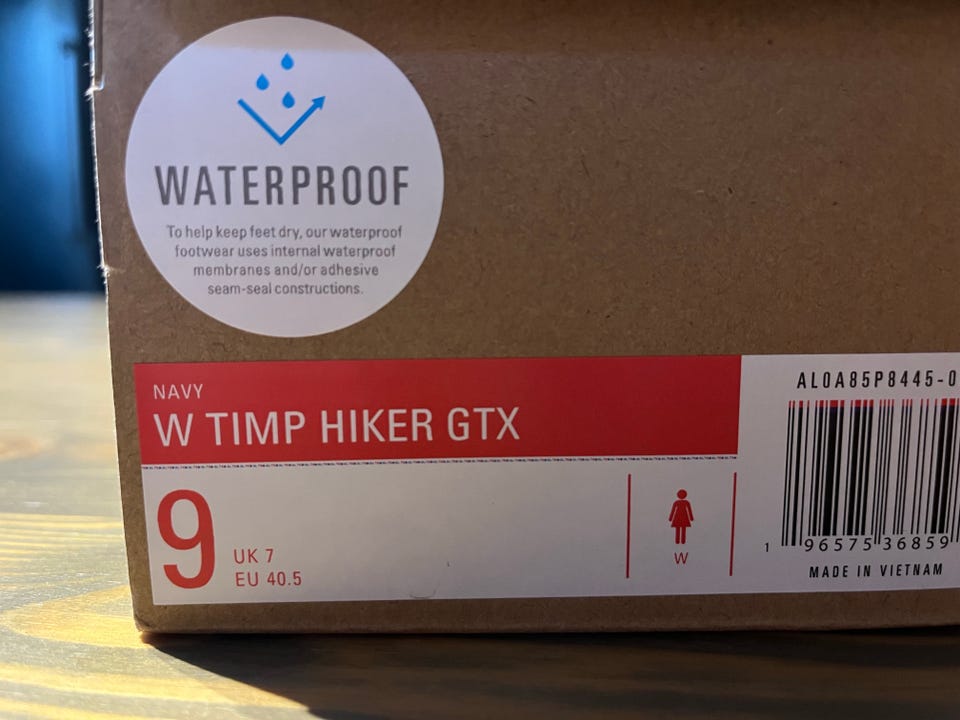 WATERPROOF
To help keep feet dry, our waterproof
footwear uses internal waterproof
membranes and/or adhesive
seam-seal constructions.
NAVY
W TIMP HIKER GTX
9
UK 7
EU 40.5
W
AL0A85P8445-0
1 96575 36859
MADE IN VIETNAM